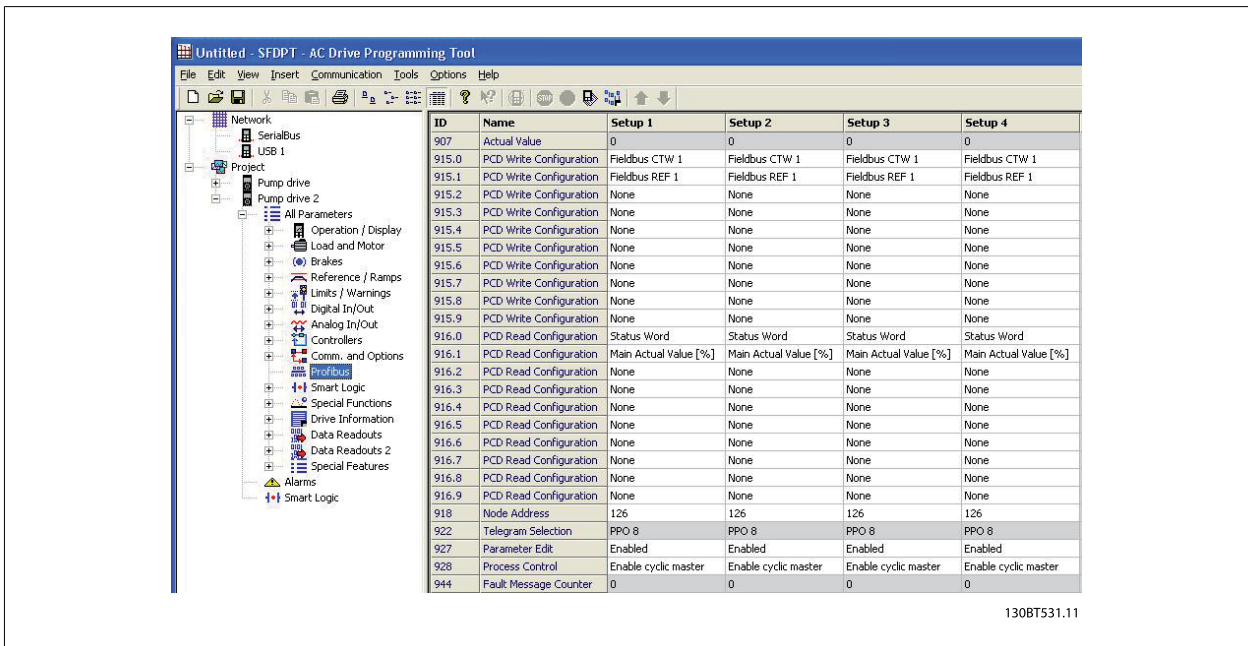 Untitled - SFDPT - AC Drive Programming Tool
File Edit View Insert Communication Tools Options Help
Network
SerialBus
USB 1
Project
Pump drive
Pump drive 2
All Parameters
Operation / Display
Load and Motor
Brakes
Reference / Ramps
Limits / Warnings
Digital In/Out
Analog In/Out
Controllers
Comm. and Options
Profibus
Smart Logic
Special Functions
Drive Information
Data Readouts
Data Readouts 2
Special Features
Alarms
Smart Logic
ID Name Setup 1 Setup 2 Setup 3 Setup 4
907 Actual Value 0 0 0 0
915.0 PCD Write Configuration Fieldbus CTW 1 Fieldbus CTW 1 Fieldbus CTW 1 Fieldbus CTW 1
915.1 PCD Write Configuration Fieldbus REF 1 Fieldbus REF 1 Fieldbus REF 1 Fieldbus REF 1
915.2 PCD Write Configuration None None None None
915.3 PCD Write Configuration None None None None
915.4 PCD Write Configuration None None None None
915.5 PCD Write Configuration None None None None
915.6 PCD Write Configuration None None None None
915.7 PCD Write Configuration None None None None
915.8 PCD Write Configuration None None None None
915.9 PCD Write Configuration None None None None
916.0 PCD Read Configuration Status Word Status Word Status Word Status Word
916.1 PCD Read Configuration Main Actual Value [%] Main Actual Value [%] Main Actual Value [%] Main Actual Value [%]
916.2 PCD Read Configuration None None None None
916.3 PCD Read Configuration None None None None
916.4 PCD Read Configuration None None None None
916.5 PCD Read Configuration None None None None
916.6 PCD Read Configuration None None None None
916.7 PCD Read Configuration None None None None
916.8 PCD Read Configuration None None None None
916.9 PCD Read Configuration None None None None
918 Node Address 126 126 126 126
922 Telegram Selection PPO 8 PPO 8 PPO 8 PPO 8
927 Parameter Edit Enabled Enabled Enabled Enabled
928 Process Control Enable cyclic master Enable cyclic master Enable cyclic master Enable cyclic master
944 Fault Message Counter 0 0 0 0
130BT531.11